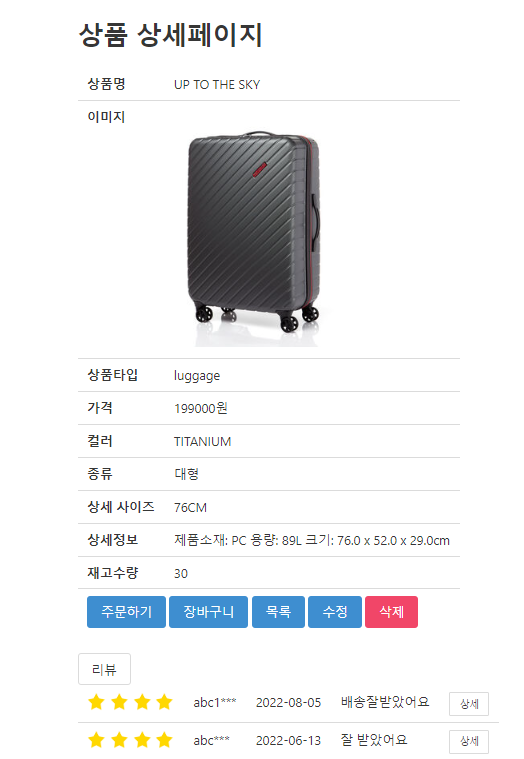 상품 상세페이지
상품명 UP TO THE SKY
이미지
상품타입 luggage
가격 199000원
컬러 TITANIUM
종류 대형
상세 사이즈 76CM
상세정보 제품소재: PC 용량: 89L 크기: 76.0 x 52.0 x 29.0cm
재고수량 30
주문하기 장바구니 목록 수정 삭제
리뷰
abc1*** 2022-08-05 배송잘받았어요 상세
abc*** 2022-06-13 잘 받았어요 상세